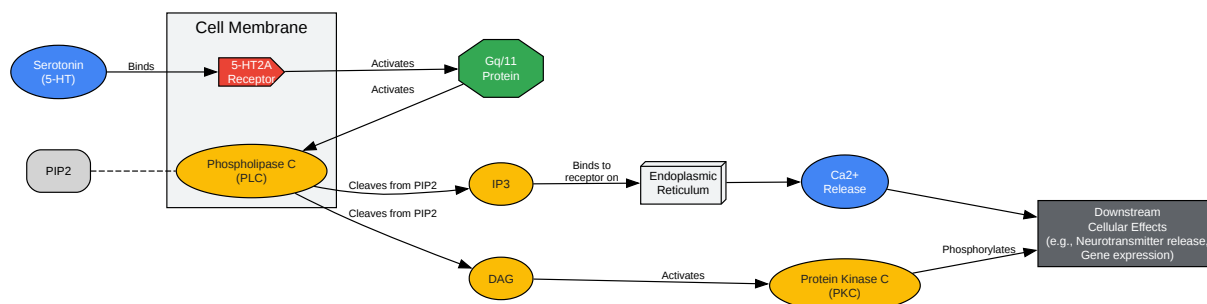 Cell Membrane
Serotonin
(5-HT)
Binds
5-HT2A
Receptor
Activates
Gq/11
Protein
Activates
PIP2
Phospholipase C
(PLC)
Cleaves from PIP2
IP3
Binds to
receptor on
Endoplasmic
Reticulum
Ca2+
Release
Cleaves from PIP2
DAG
Activates
Protein Kinase C
(PKC)
Phosphorylates
Downstream
Cellular Effects
(e.g., Neurotransmitter release,
Gene expression)